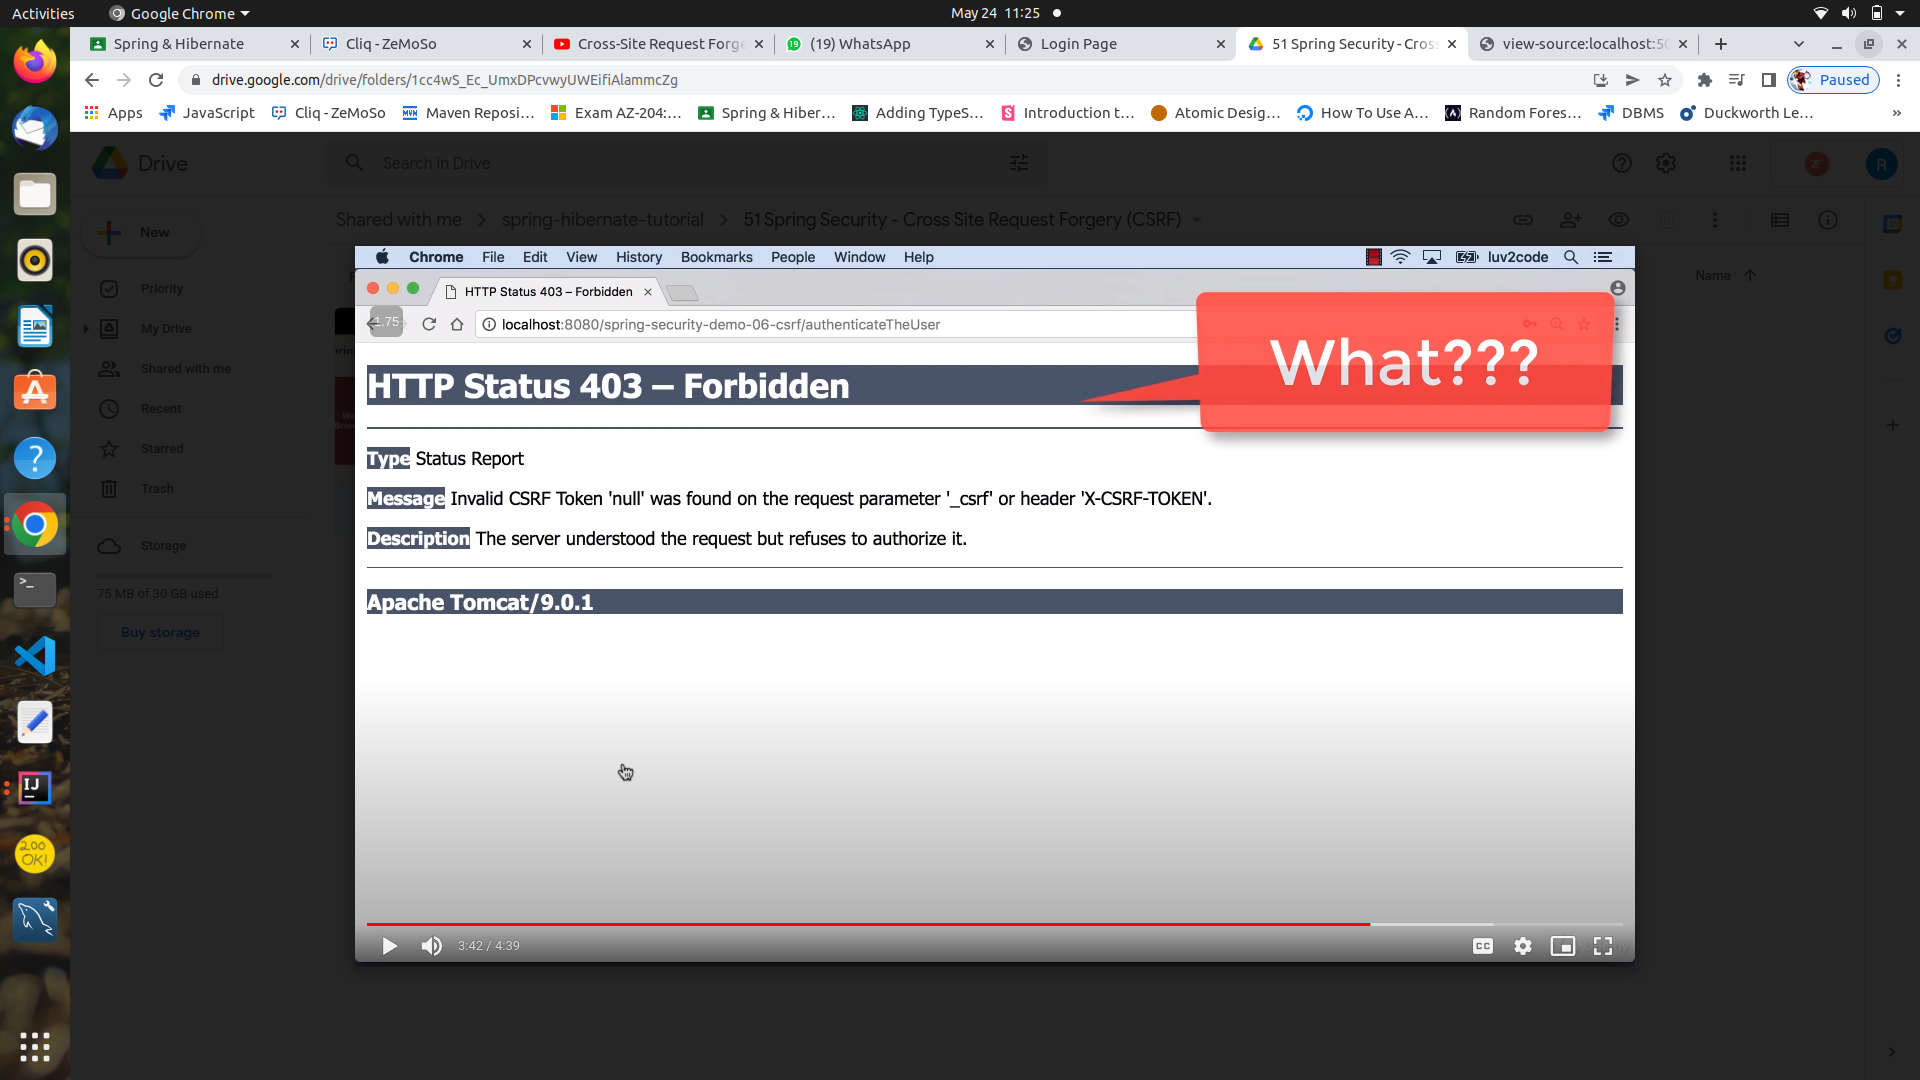 Activities
Google Chrome
May 24 11:25
Spring & Hibernate
Cliq - ZeMoSo
Cross-Site Request Forge
(19) WhatsApp
Login Page
51 Spring Security - Cros
view-source:localhost:50
drive.google.com/drive/folders/1cc4wS_Ec_UmxDPcvwyUWEifiAlammcZg
Paused
Apps
JavaScript
Cliq - ZeMoSo
Maven Reposi…
Exam AZ-204:…
Spring & Hiber…
Adding TypeS…
Introduction t…
Atomic Desig…
How To Use A…
Random Fores…
DBMS
Duckworth Le…
»
Drive
Search in Drive
R
New
Shared with me
spring-hibernate-tutorial
51 Spring Security - Cross Site Request Forgery (CSRF)
Priority
My Drive
Shared with me
Recent
Starred
Trash
Storage
75 MB of 30 GB used
Buy storage
Name
Chrome File Edit View History Bookmarks People Window Help
luv2code
HTTP Status 403 – Forbidden
1.75
localhost:8080/spring-security-demo-06-csrf/authenticateTheUser
What???
HTTP Status 403 – Forbidden
Type Status Report
Message Invalid CSRF Token 'null' was found on the request parameter '_csrf' or header 'X-CSRF-TOKEN'.
Description The server understood the request but refuses to authorize it.
Apache Tomcat/9.0.1
3:42 / 4:39
CC
IJ
200
OK!